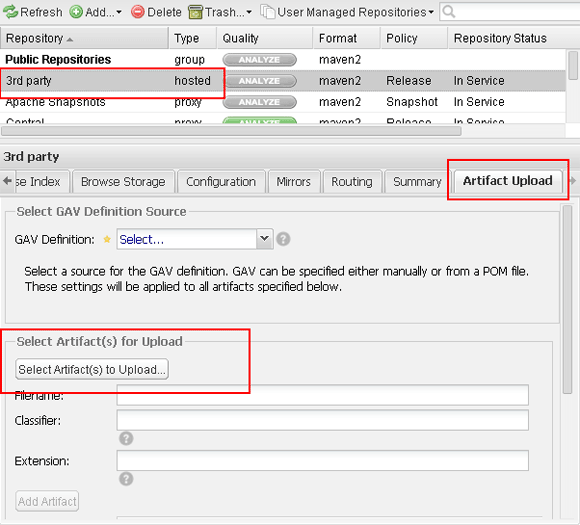 Refresh Add... Delete Trash... User Managed Repositories
Repository Type Quality Format Policy Repository Status
Public Repositories group ANALYZE maven2
3rd party hosted ANALYZE maven2 Release In Service
Apache Snapshots proxy ANALYZE maven2 Snapshot In Service
Central proxy ANALYZE maven2 Release In Service
3rd party
se Index Browse Storage Configuration Mirrors Routing Summary Artifact Upload
Select GAV Definition Source
GAV Definition: Select...
Select a source for the GAV definition. GAV can be specified either manually or from a POM file.
These settings will be applied to all artifacts specified below.
Select Artifact(s) for Upload
Select Artifact(s) to Upload...
Filename:
Classifier:
Extension:
Add Artifact